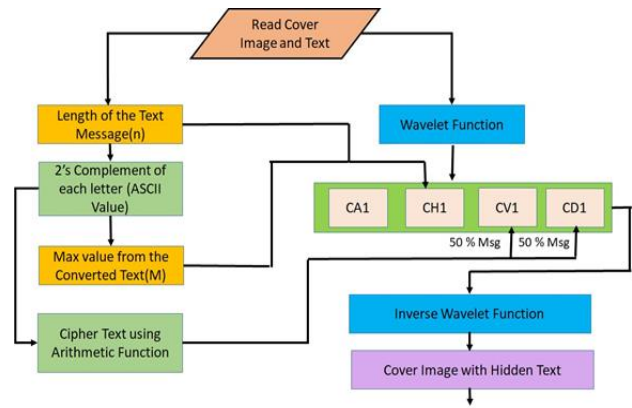 Read Cover
Image and Text
Length of the Text
Message(n)
Wavelet Function
2's Complement of
each letter (ASCII
Value)
CA1
CH1
CV1
CD1
50 % Msg
50 % Msg
Max value from the
Converted Text(M)
Inverse Wavelet Function
Cipher Text using
Arithmetic Function
Cover Image with Hidden Text